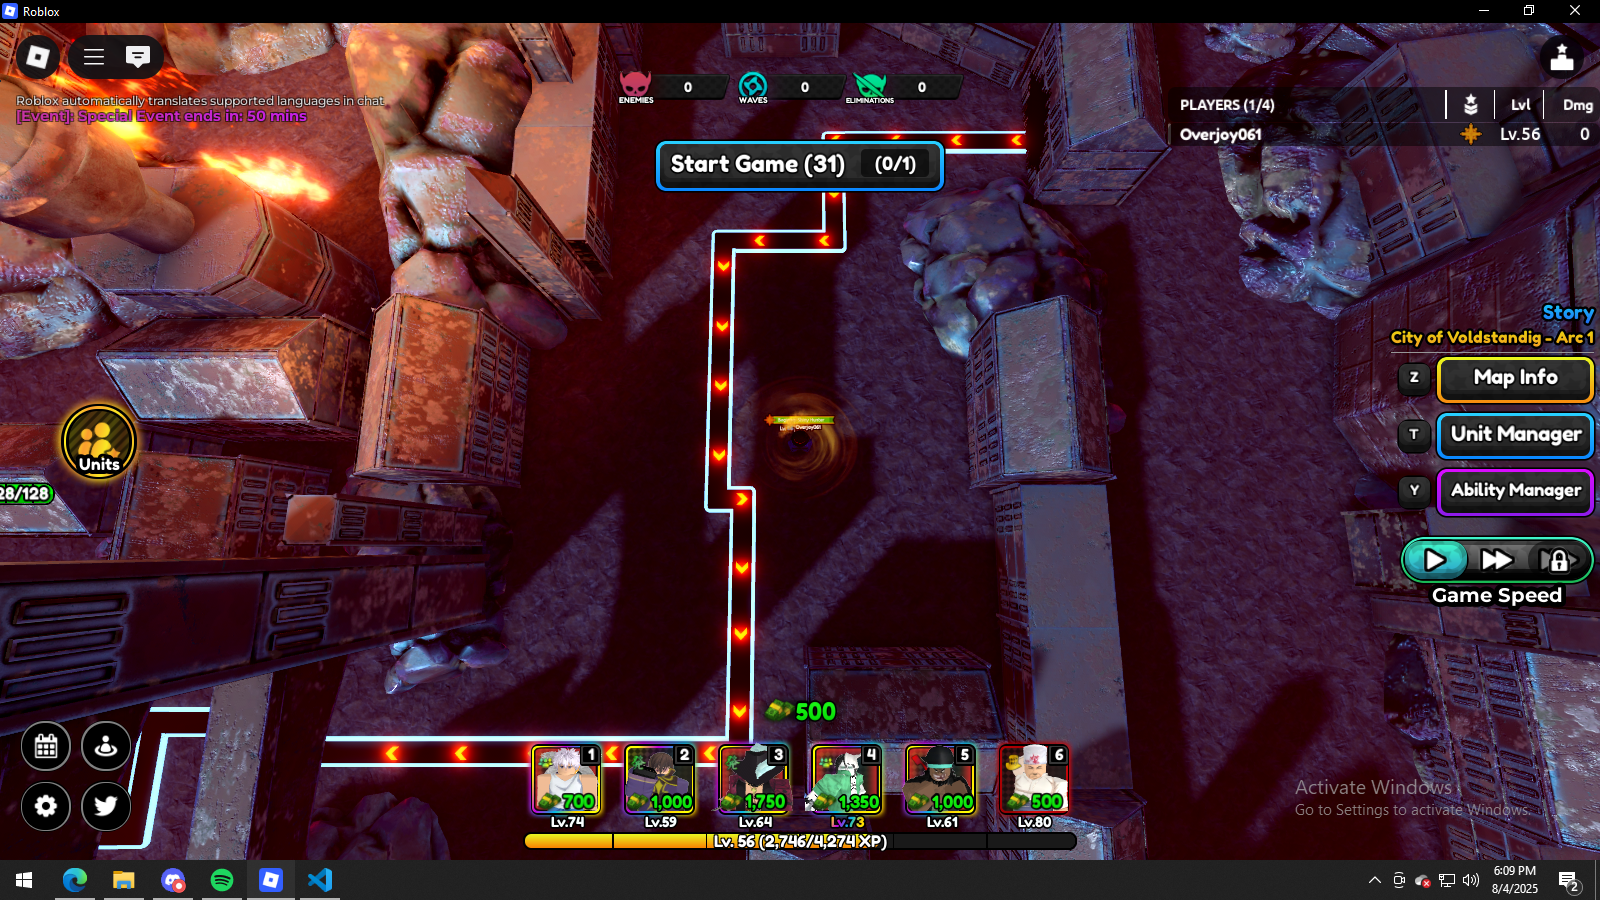 Roblox
Roblox automatically translates supported languages in chat
[Event]: Special Event ends in: 50 mins
ENEMIES
0
WAVES
0
ELIMINATIONS
0
Start Game (31) (0/1)
PLAYERS (1/4) Lvl Dmg
Overjoy061 Lv.56 0
Story
City of Voldstandig - Arc 1
Z Map Info
T Unit Manager
Y Ability Manager
Game Speed
Units
28/128
Overjoy061
500
1 2 3 4 5 6
700 1,000 1,750 1,350 1,000 500
Lv.74 Lv.59 Lv.64 Lv.73 Lv.61 Lv.80
Lv. 56 (2,746/4,274 XP)
Activate Windows
Go to Settings to activate Windows.
6:09 PM
8/4/2025
2